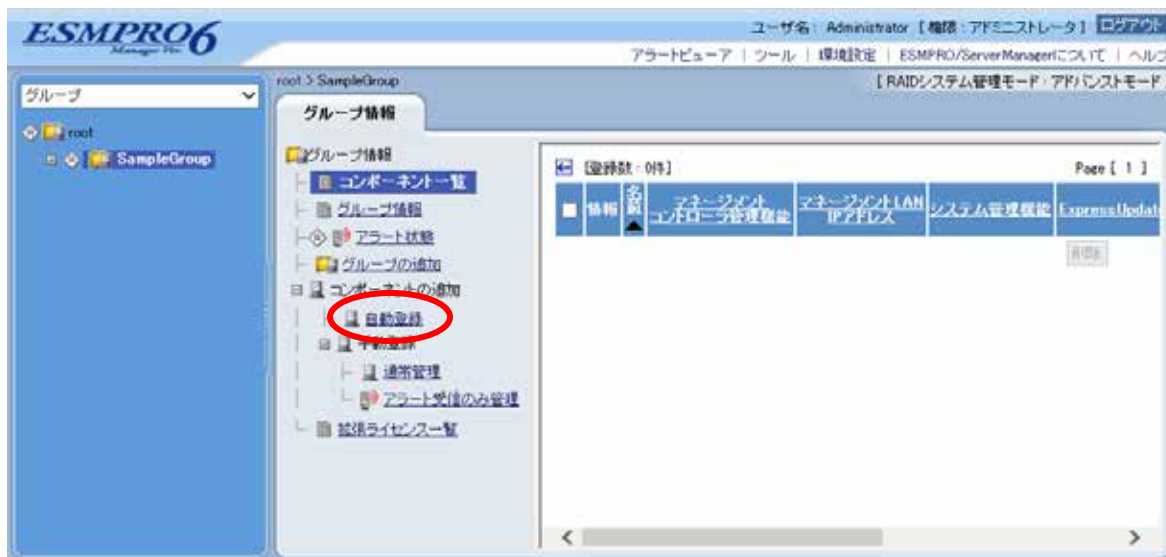 ESMPRO6
Manager Ver.
ユーザ名: Administrator [ 権限 : アドミニストレータ ] ログアウト
アラートビューア | ツール | 環境設定 | ESMPRO/ServerManagerについて | ヘルプ
グループ
root
SampleGroup
root > SampleGroup
[ RAIDシステム管理モード : アドバンストモード
グループ情報
グループ情報
コンポーネント一覧
グループ情報
アラート状態
グループの追加
コンポーネントの追加
自動登録
手動登録
通常管理
アラート受信のみ管理
拡張ライセンス一覧
[登録数 : 0件]
Page [ 1 ]
情報
名前
マネージメント
コントローラ管理機能
マネージメントLAN
IPアドレス
システム管理機能
ExpressUpdat
削除